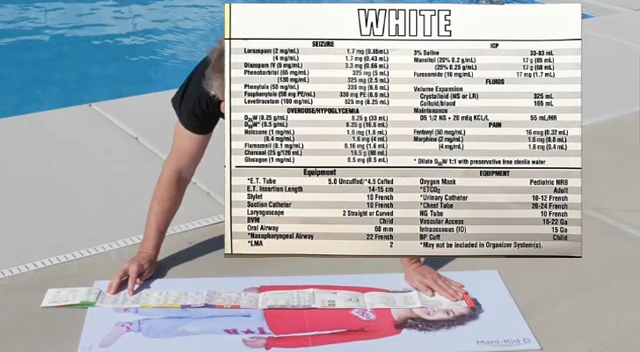 WHITE
SEIZURE
Lorazepam (2 mg/mL) 1.7 mg (0.85mL)
(4 mg/mL) 1.7 mg (0.43 mL)
Diazepam IV (5 mg/mL) 3.3 mg (0.66 mL)
Phenobarbital (65 mg/mL) 325 mg (5 mL)
(130 mg/mL) 325 mg (2.5 mL)
Phenytoin (50 mg/mL) 330 mg (6.6 mL)
Fosphenytoin (50 mg PE/mL) 330 mg PE (6.6 mL)
Levetiracetam (100 mg/mL) 825 mg (8.25 mL)
OVERDOSE/HYPOGLYCEMIA
8.25 g (33 mL)
8.25 g (16.5 mL)
Naloxone (1 mg/mL) 1.6 mg (1.6 mL)
(0.4 mg/mL) 1.6 mg (4 mL)
Flumazenil (0.1 mg/mL) 0.16 mg (1.6 mL)
Charcoal (25 g/120 mL) 16.5 g (80 mL)
Glucagon (1 mg/mL) 0.5 mg (0.5 mL)
ICP
3% Saline 33-83 mL
Mannitol (20% 0.2 g/mL) 17 g (85 mL)
(25% 0.25 g/mL) 17 g (68 mL)
Furosemide (10 mg/mL) 17 mg (1.7 mL)
FLUIDS
Volume Expansion
Crystalloid (NS or LR) 325 mL
Colloid/blood 165 mL
Maintenance
D5 1/2 NS + 20 mEq KCL/L 55 mL/HR
PAIN
Fentanyl (50 mcg/mL) 16 mcg (0.32 mL)
Morphine (2 mg/mL) 1.6 mg (0.8 mL)
(4 mg/mL) 1.6 mg (0.4 mL)
* Dilute D50W 1:1 with preservative free sterile water
Equipment
*E.T. Tube 5.0 Uncuffed/*4.5 Cuffed
E.T. Insertion Length 14-15 cm
Stylet 10 French
Suction Catheter 10 French
Laryngoscope 2 Straight or Curved
BVM Child
Oral Airway 60 mm
*Nasopharyngeal Airway 22 French
*LMA 2
EQUIPMENT
Oxygen Mask Pediatric NRB
*ETCO2 Adult
*Urinary Catheter 10-12 French
*Chest Tube 20-24 French
NG Tube 10 French
Vascular Access 18-22 Ga
Intraosseous (IO) 15 Ga
BP Cuff Child
*May not be included in Organizer System(s).
Mani-Kid D